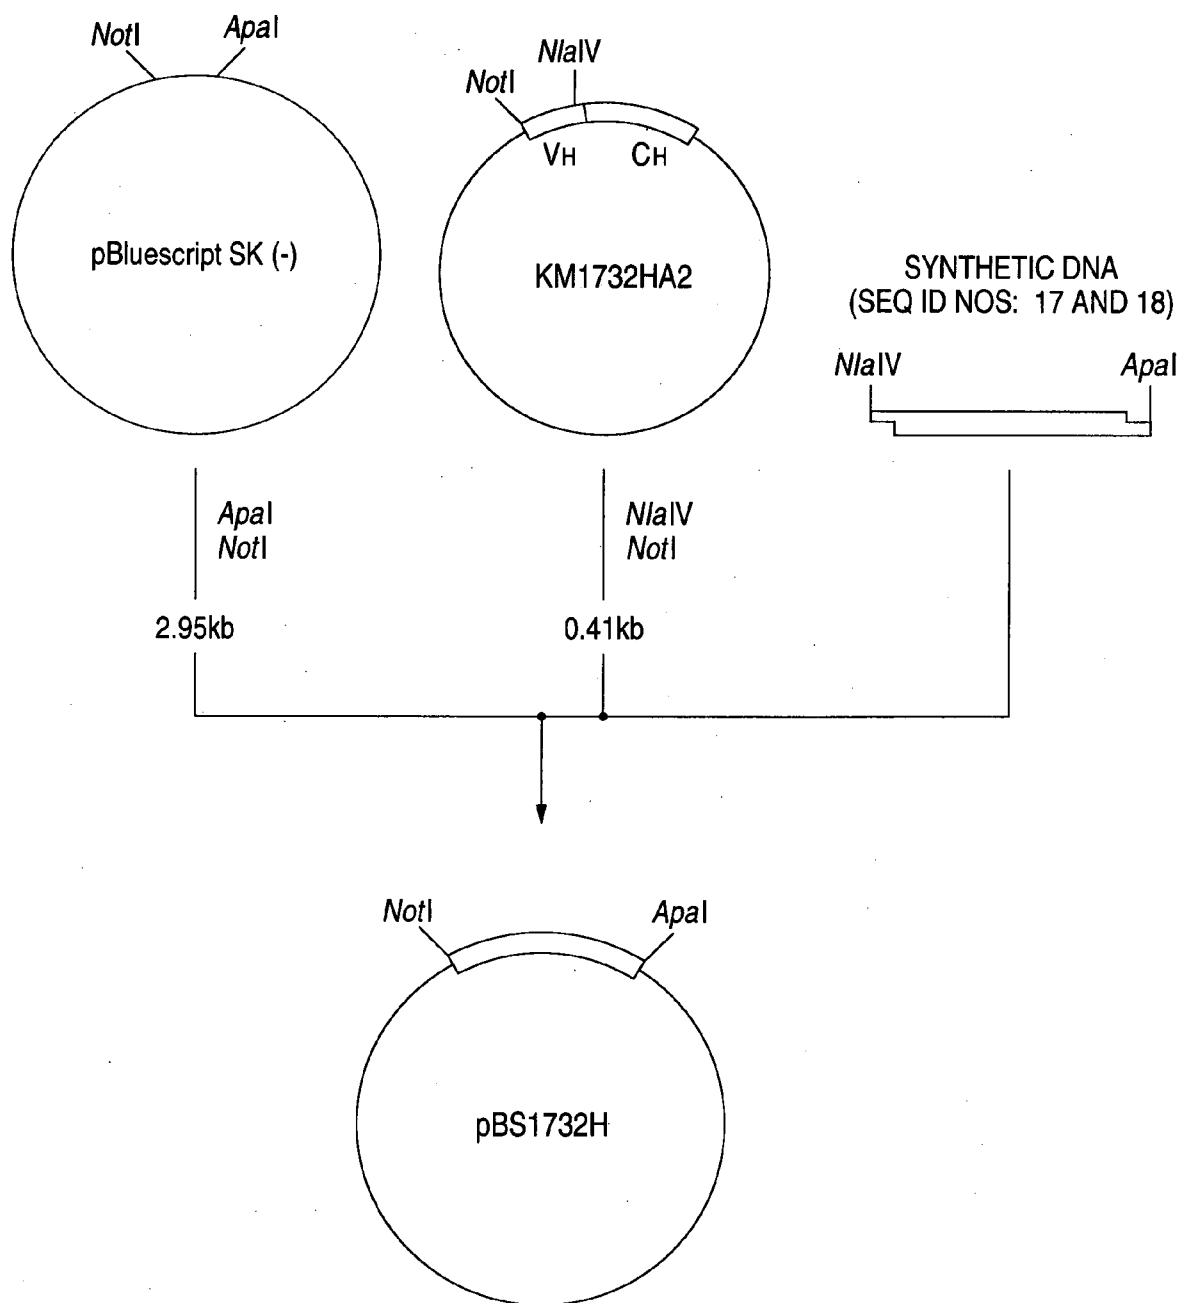 NotI
ApaI
NlaIV
NotI
VH
CH
pBluescript SK (-)
KM1732HA2
SYNTHETIC DNA
(SEQ ID NOS: 17 AND 18)
NlaIV
ApaI
ApaI
NotI
NlaIV
NotI
2.95kb
0.41kb
NotI
ApaI
pBS1732H